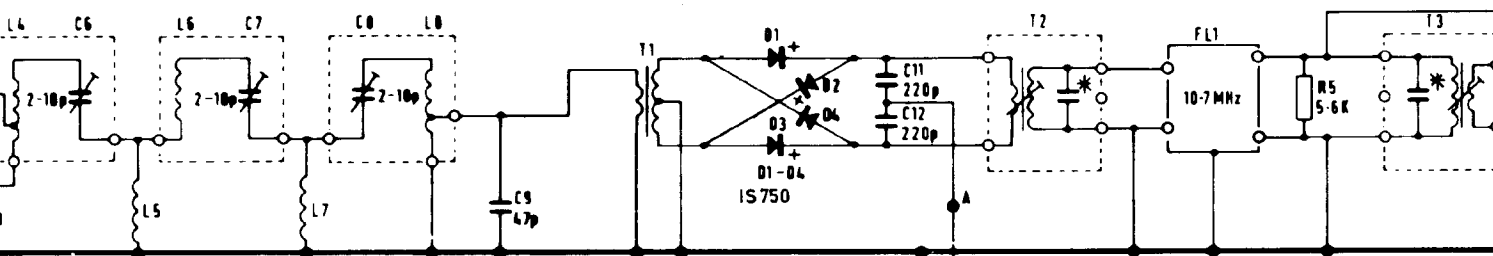 L4 C6
L6 C7
C8 L8
2-10p
2-10p
2-10p
L5
L7
C9
47p
T1
D1
D2
D4
D3
D1-D4
IS750
C11
220p
C12
220p
A
T2
*
FL1
10·7MHz
R5
5·6K
T3
*